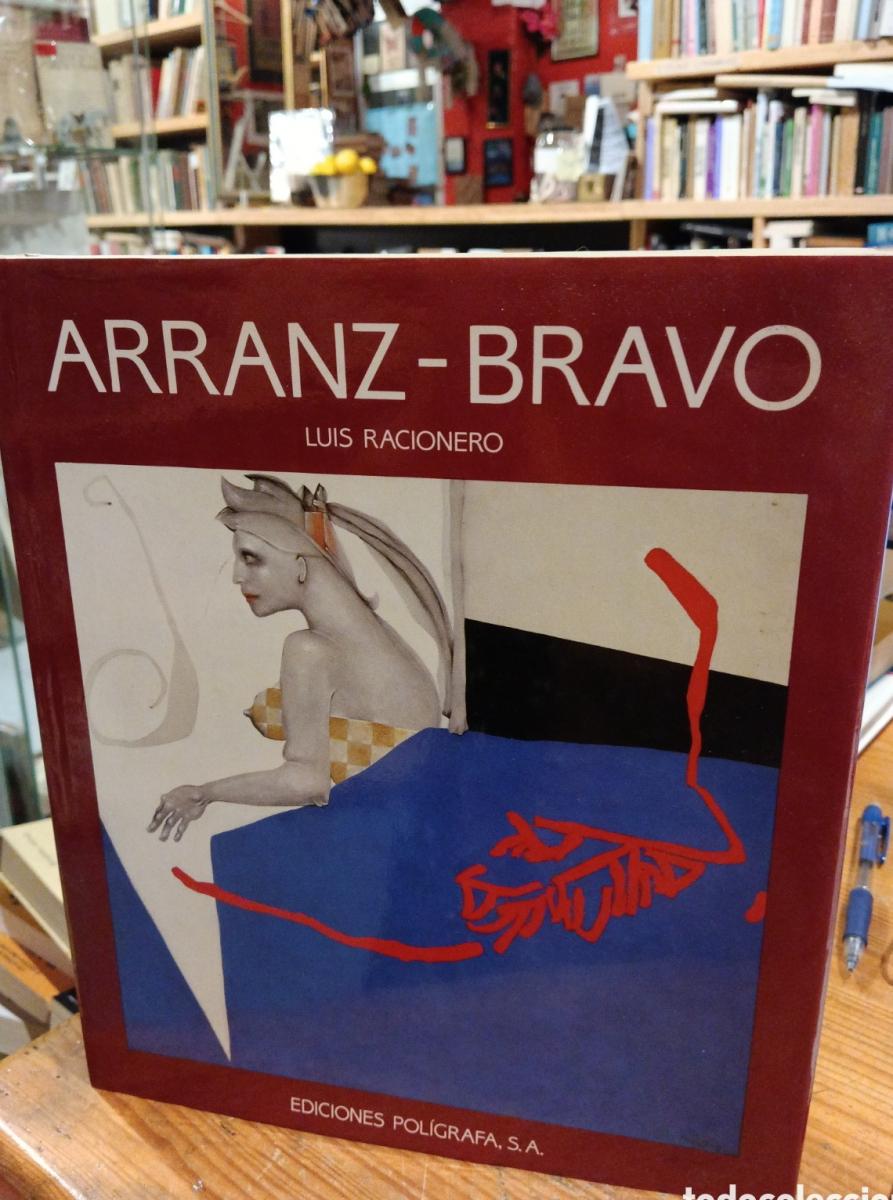 ARRANZ - BRAVO
LUIS RACIONERO
EDICIONES POLÍGRAFA, S. A.